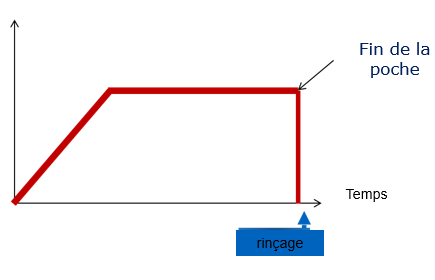 Fin de la
poche
Temps
rinçage